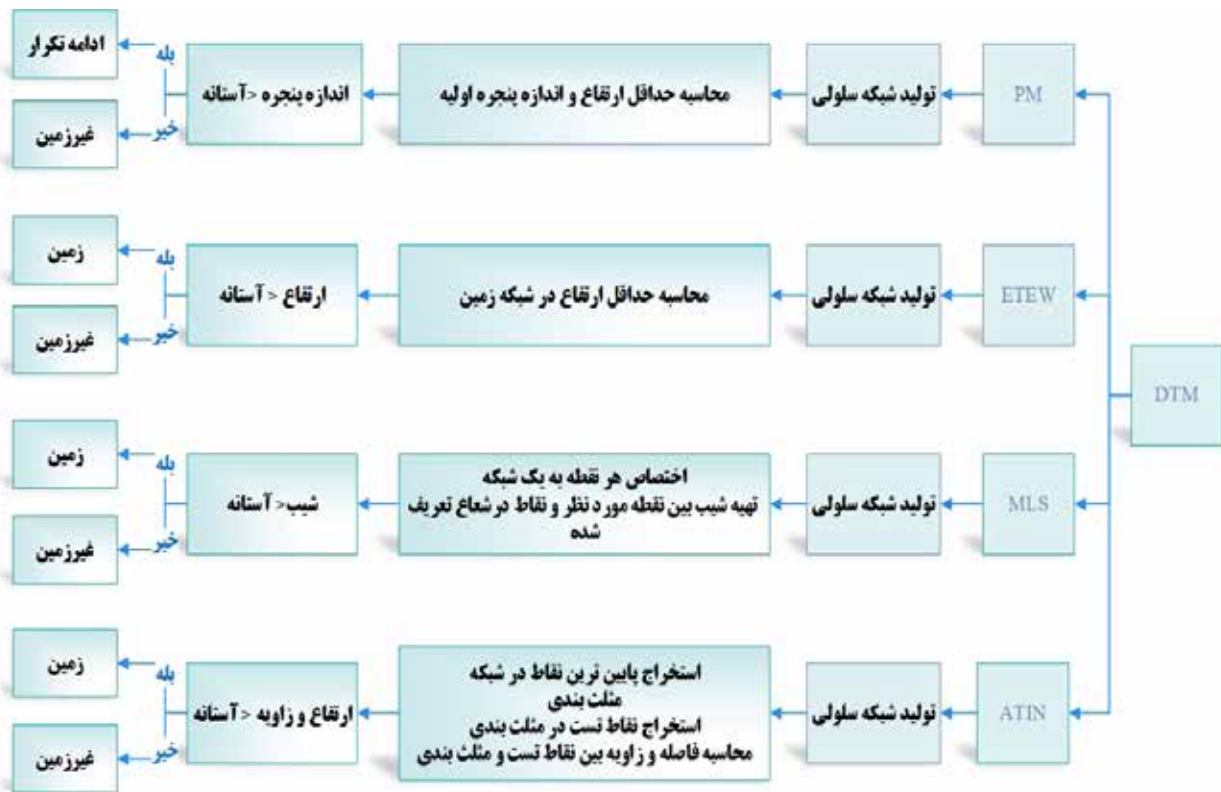 DTM
PM
تولید شبکه سلولی
محاسبه حداقل ارتفاع و اندازه پنجره اولیه
اندازه پنجره <آستانه
بله
ادامه تکرار
خیر
غیرزمین
ETEW
تولید شبکه سلولی
محاسبه حداقل ارتفاع در شبکه زمین
ارتفاع < آستانه
بله
زمین
خیر
غیرزمین
MLS
تولید شبکه سلولی
اختصاص هر نقطه به یک شبکه
تهیه شیب بین نقطه مورد نظر و نقاط در شعاع تعریف
شده
شیب< آستانه
بله
زمین
خیر
غیرزمین
ATIN
تولید شبکه سلولی
استخراج پایین ترین نقاط در شبکه
مثلث بندی
استخراج نقاط تست در مثلث بندی
محاسبه فاصله و زاویه بین نقاط تست و مثلث بندی
ارتفاع و زاویه <آستانه
بله
زمین
خیر
غیرزمین